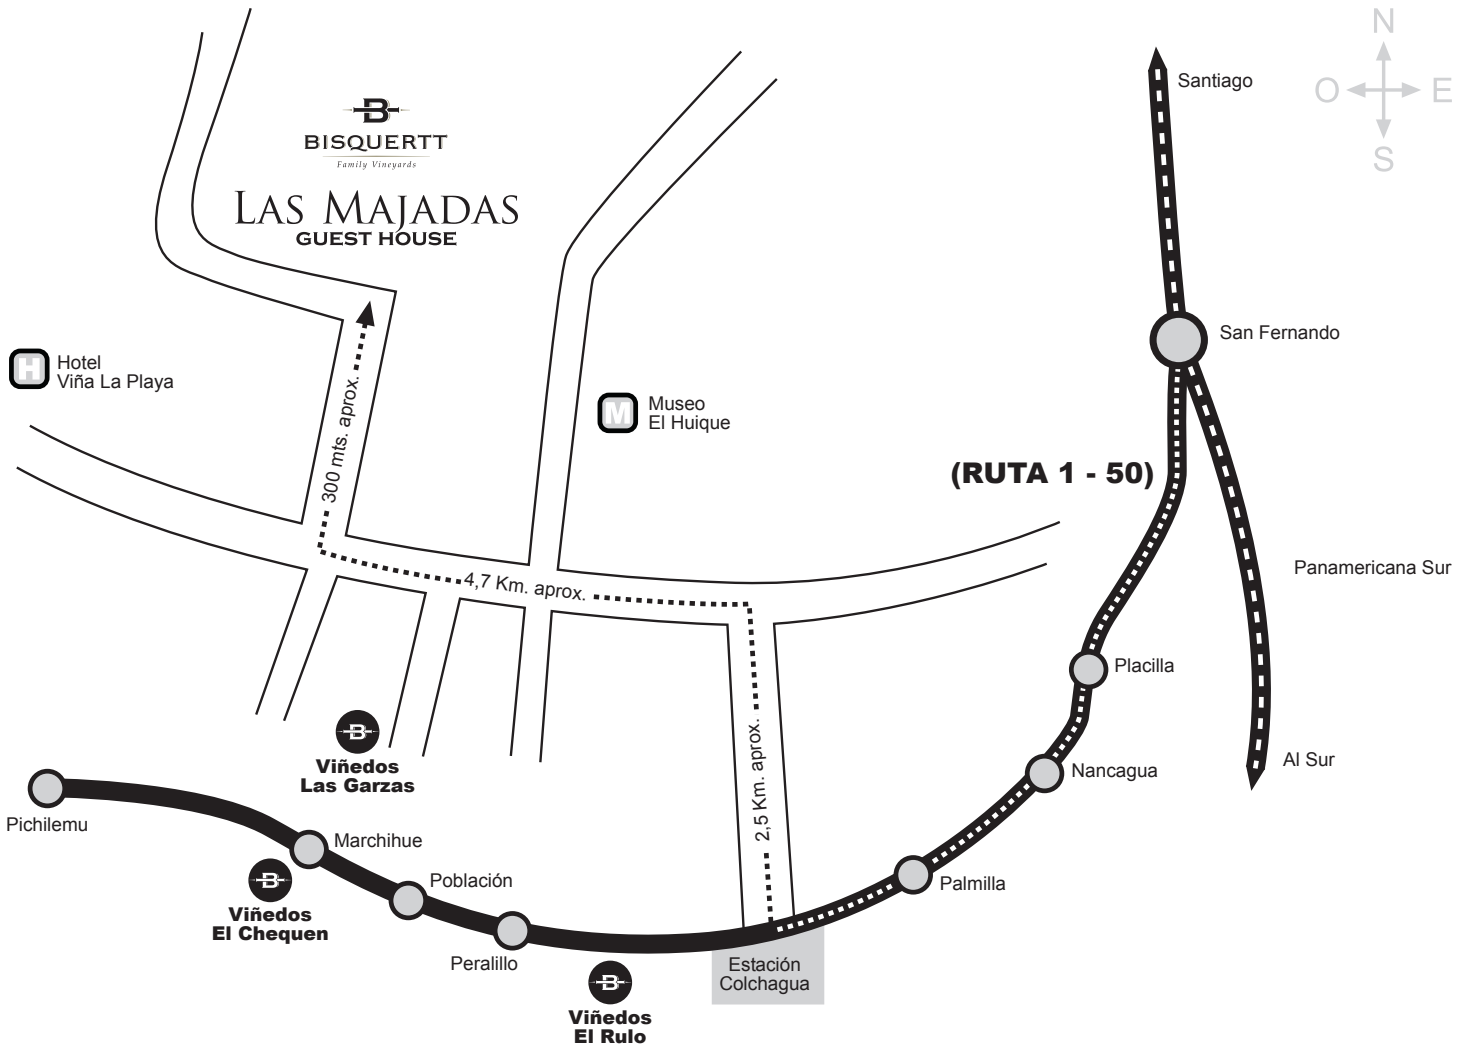 N
O
E
S
Santiago
B
BISQUERTT
Family Vineyards
LAS MAJADAS
GUEST HOUSE
San Fernando
H
Hotel
Viña La Playa
M
Museo
El Huique
300 mts. aprox.
(RUTA 1 - 50)
4,7 Km. aprox.
Panamericana Sur
Placilla
2,5 Km. aprox.
B
Viñedos
Las Garzas
Al Sur
Nancagua
Pichilemu
Marchihue
B
Viñedos
El Chequen
Población
Palmilla
Peralillo
Estación
Colchagua
B
Viñedos
El Rulo